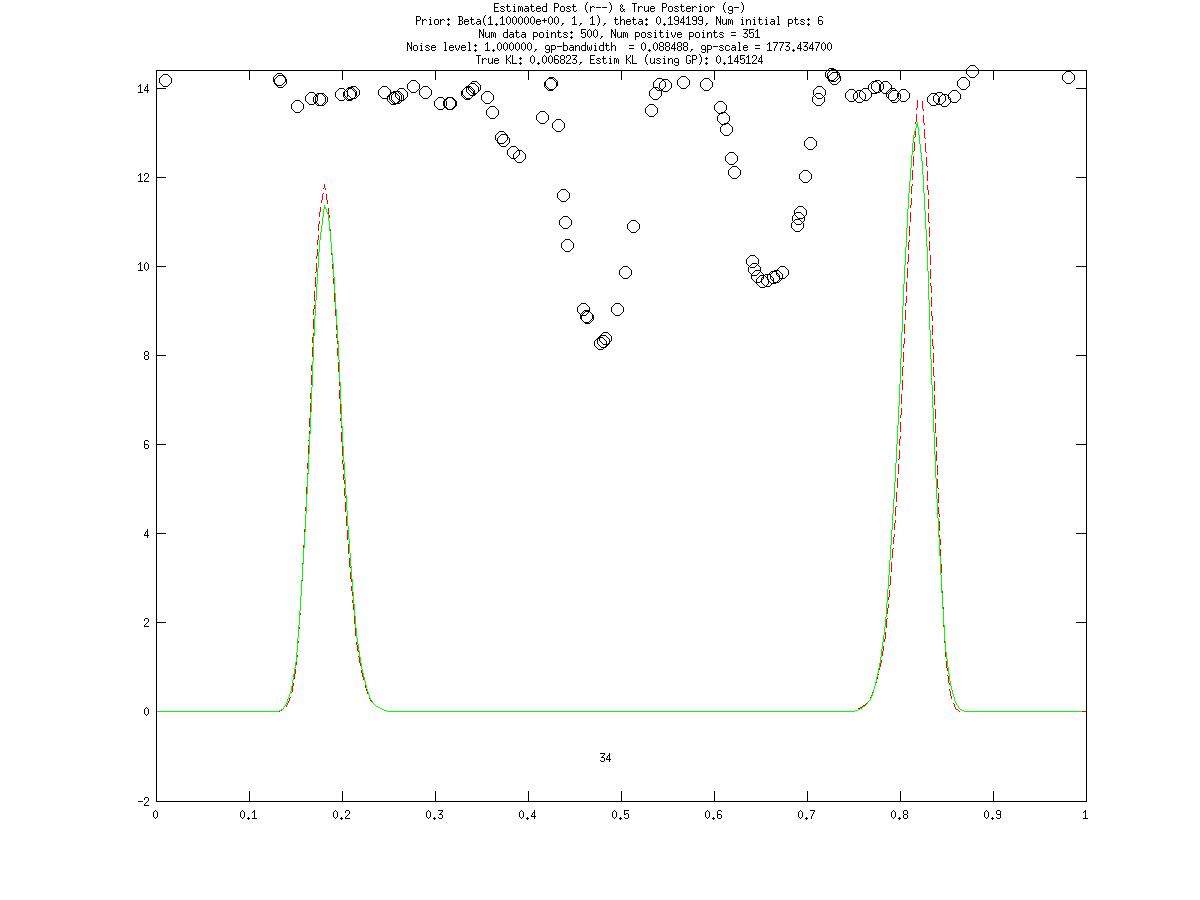 Estimated Post (r--) & True Posterior (g-)
Prior: Beta(1.100000e+00, 1, 1), theta: 0.194199, Num initial pts: 6
Num data points: 500, Num positive points = 351
Noise level: 1.000000, gp-bandwidth  = 0.088488, gp-scale = 1773.434700
True KL: 0.006823, Estim KL (using GP): 0.145124
14
12
10
8
6
4
2
0
34
-2
0 0.1 0.2 0.3 0.4 0.5 0.6 0.7 0.8 0.9 1